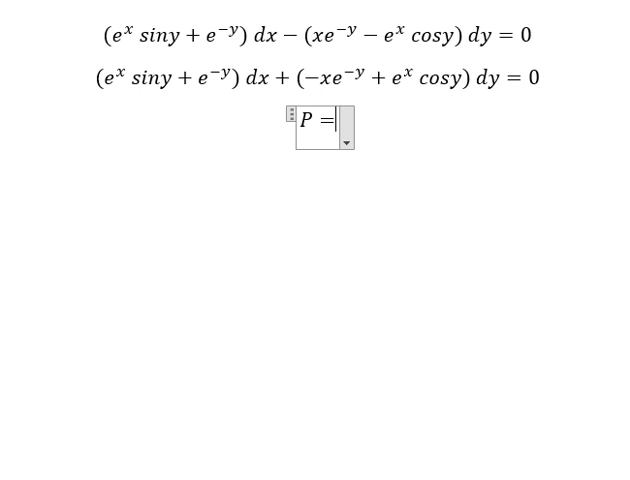 (eˣ siny + e⁻ʸ) dx − (xe⁻ʸ − eˣ cosy) dy = 0
(eˣ siny + e⁻ʸ) dx + (−xe⁻ʸ + eˣ cosy) dy = 0
P =